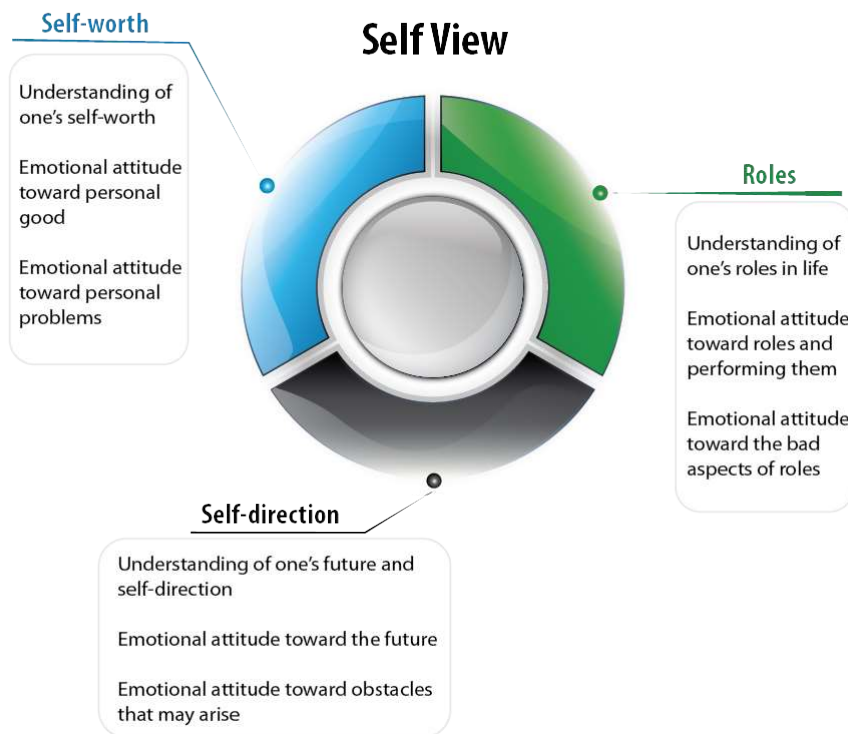 Self View
Self-worth
Understanding of
one's self-worth
Emotional attitude
toward personal
good
Emotional attitude
toward personal
problems
Roles
Understanding of
one's roles in life
Emotional attitude
toward roles and
performing them
Emotional attitude
toward the bad
aspects of roles
Self-direction
Understanding of one's future and
self-direction
Emotional attitude toward the future
Emotional attitude toward obstacles
that may arise